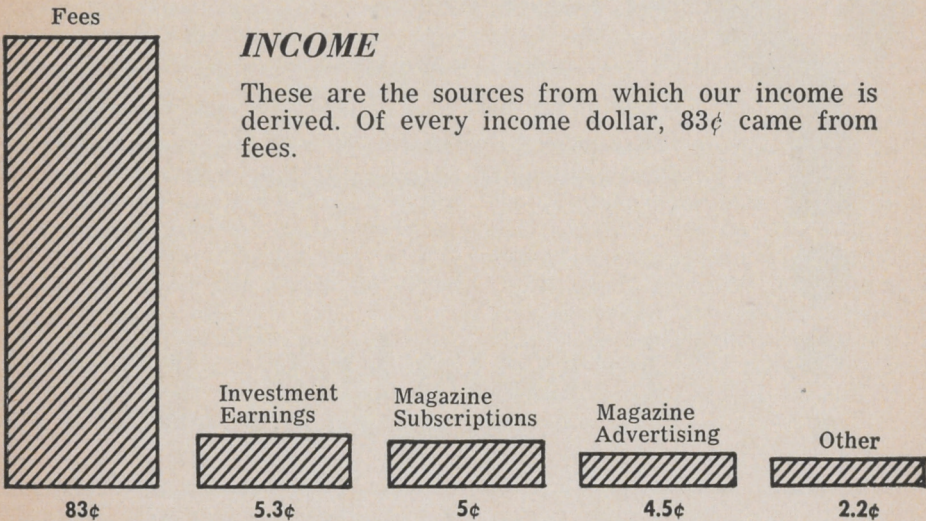 Fees
INCOME
These are the sources from which our income is
derived. Of every income dollar, 83¢ came from
fees.
Investment
Earnings
Magazine
Subscriptions
Magazine
Advertising
Other
83¢
5.3¢
5¢
4.5¢
2.2¢